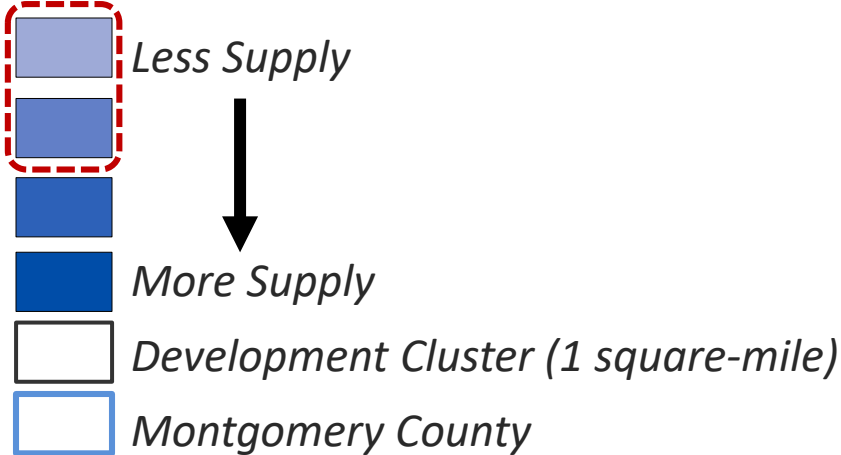 Less Supply
More Supply
Development Cluster (1 square-mile)
Montgomery County